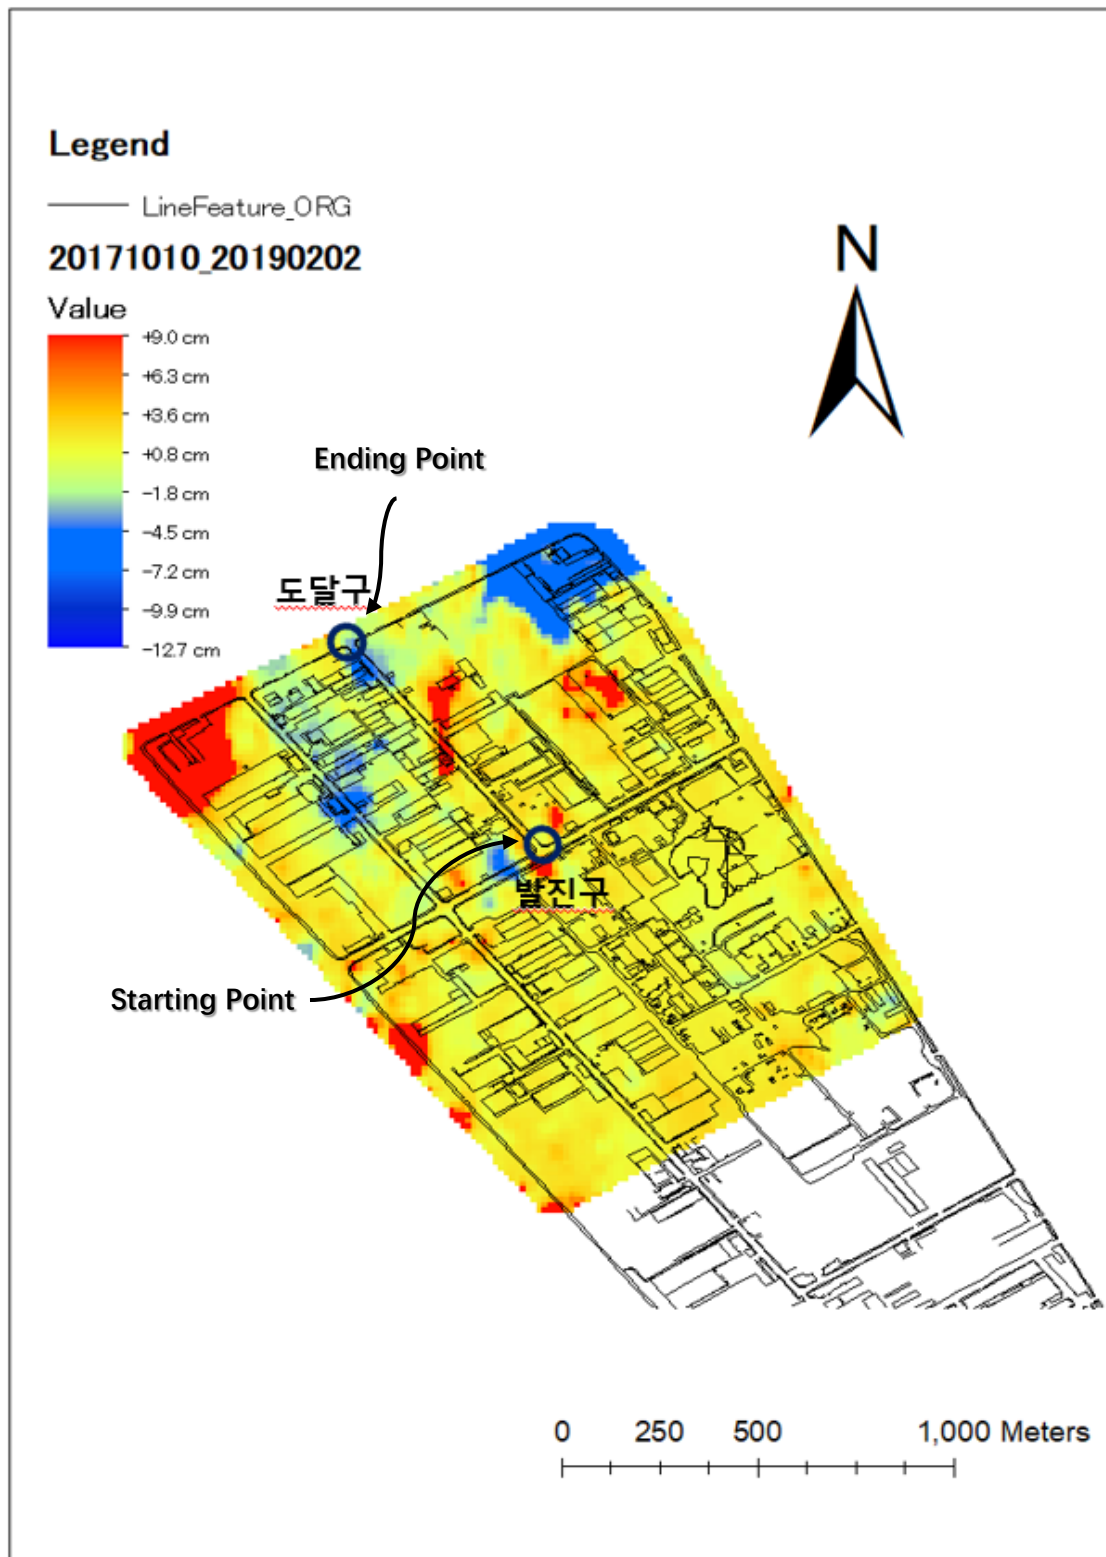 Legend
LineFeature_ORG
20171010_20190202
Value
+9.0 cm
+6.3 cm
+3.6 cm
+0.8 cm
-1.8 cm
-4.5 cm
-7.2 cm
-9.9 cm
-12.7 cm
N
Ending Point
도달구
발진구
Starting Point
0 250 500 1,000 Meters